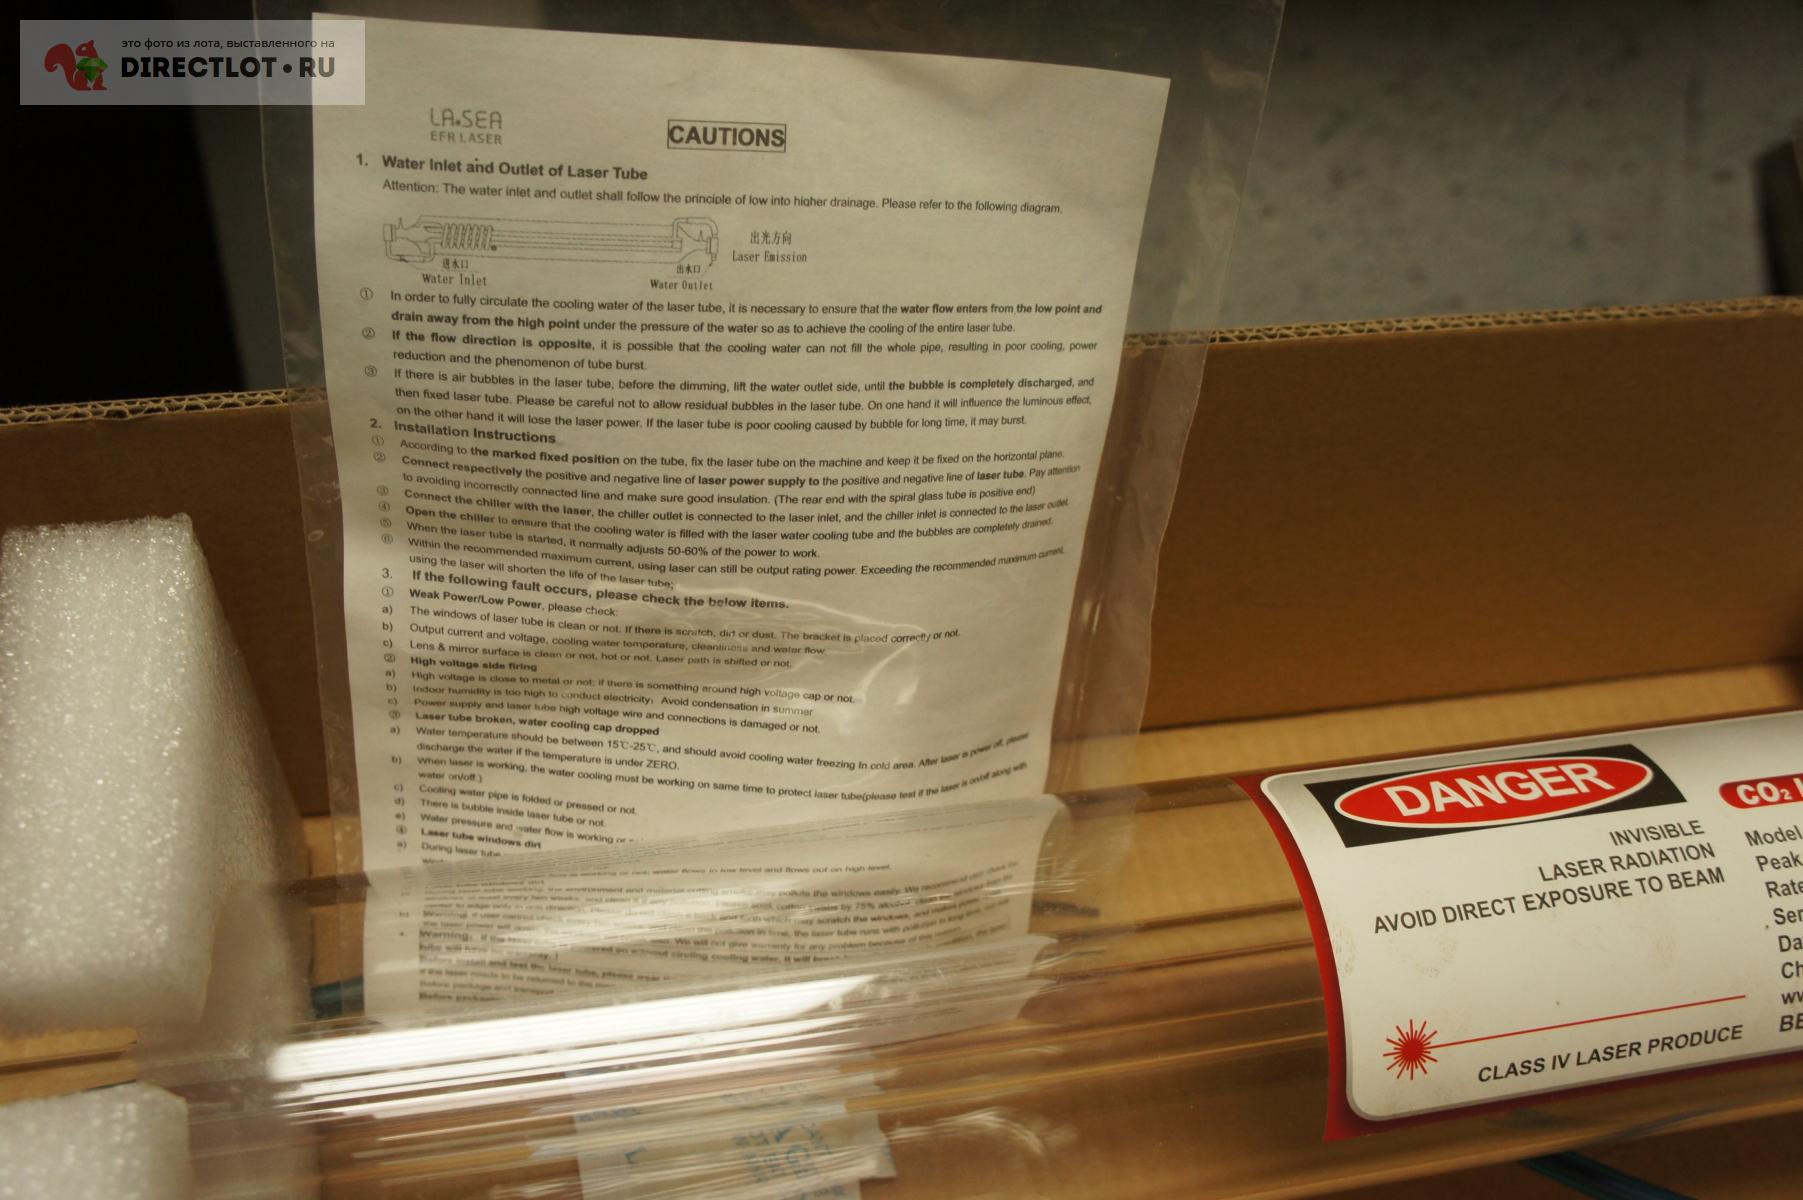 это фото из лота, выставленного на
DIRECTLOT•RU
LA.SEA
EFR LASER
CAUTIONS
1. Water Inlet and Outlet of Laser Tube
Attention: The water inlet and outlet shall follow the principle of low into higher drainage. Please refer to the following diagram.
出光方向
Laser Emission
进水口
Water Inlet
出水口
Water Outlet
① In order to fully circulate the cooling water of the laser tube, it is necessary to ensure that the water flow enters from the low point and
drain away from the high point under the pressure of the water so as to achieve the cooling of the entire laser tube.
② If the flow direction is opposite, it is possible that the cooling water can not fill the whole pipe, resulting in poor cooling, power
reduction and the phenomenon of tube burst.
③ If there is air bubbles in the laser tube, before the dimming, lift the water outlet side, until the bubble is completely discharged, and
then fixed laser tube. Please be careful not to allow residual bubbles in the laser tube. On one hand it will influence the luminous effect,
on the other hand it will lose the laser power. If the laser tube is poor cooling caused by bubble for long time, it may burst.
2. Installation Instructions
① According to the marked fixed position on the tube, fix the laser tube on the machine and keep it be fixed on the horizontal plane.
② Connect respectively the positive and negative line of laser power supply to the positive and negative line of laser tube. Pay attention
to avoiding incorrectly connected line and make sure good insulation. (The rear end with the spiral glass tube is positive end)
③ Connect the chiller with the laser, the chiller outlet is connected to the laser inlet, and the chiller inlet is connected to the laser outlet.
④ Open the chiller to ensure that the cooling water is filled with the laser water cooling tube and the bubbles are completely drained.
⑤ When the laser tube is started, it normally adjusts 50-60% of the power to work.
⑥ Within the recommended maximum current, using laser can still be output rating power. Exceeding the recommended maximum current,
using the laser will shorten the life of the laser tube;
3. If the following fault occurs, please check the below items.
① Weak Power/Low Power, please check:
a) The windows of laser tube is clean or not. If there is scratch, dirt or dust. The bracket is placed correctly or not.
b) Output current and voltage, cooling water temperature, cleanliness and water flow.
c) Lens & mirror surface is clean or not, hot or not. Laser path is shifted or not.
② High voltage side firing
a) High voltage is close to metal or not; if there is something around high voltage cap or not.
b) Indoor humidity is too high to conduct electricity; Avoid condensation in summer
c) Power supply and laser tube high voltage wire and connections is damaged or not.
③ Laser tube broken, water cooling cap dropped
a) Water temperature should be between 15℃-25℃, and should avoid cooling water freezing In cold area. After laser is power off, please
discharge the water if the temperature is under ZERO.
b) When laser is working, the water cooling must be working on same time to protect laser tube(please test if the laser is on/off along with
water on/off.)
c) Cooling water pipe is folded or pressed or not.
d) There is bubble inside laser tube or not.
e) Water pressure and water flow is working or
④ Laser tube windows dirt
a) During laser tube
DANGER
INVISIBLE
LASER RADIATION
AVOID DIRECT EXPOSURE TO BEAM
CLASS IV LASER PRODUCE
CO₂
Model
Peak
Rate
Ser
Da
Ch